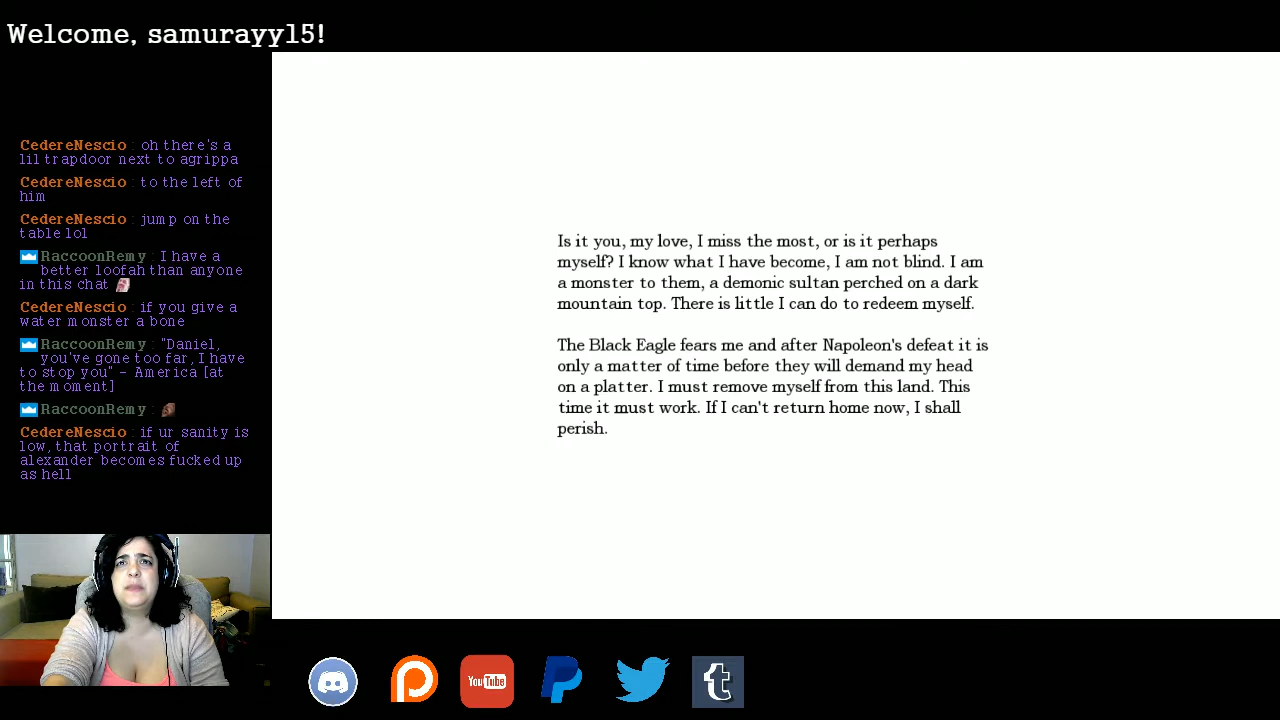 Welcome, samurayy15!
CedereNescio : oh there's a
lil trapdoor next to agrippa
CedereNescio : to the left of
him
CedereNescio : jump on the
table lol
RaccoonRemy : I have a
better loofah than anyone
in this chat
CedereNescio : if you give a
water monster a bone
RaccoonRemy : "Daniel,
you've gone too far, I have
to stop you" - America [at
the moment]
RaccoonRemy :
CedereNescio : if ur sanity is
low, that portrait of
alexander becomes fucked up
as hell
Is it you, my love, I miss the most, or is it perhaps
myself? I know what I have become, I am not blind. I am
a monster to them, a demonic sultan perched on a dark
mountain top. There is little I can do to redeem myself.
The Black Eagle fears me and after Napoleon's defeat it is
only a matter of time before they will demand my head
on a platter. I must remove myself from this land. This
time it must work. If I can't return home now, I shall
perish.
You Tube